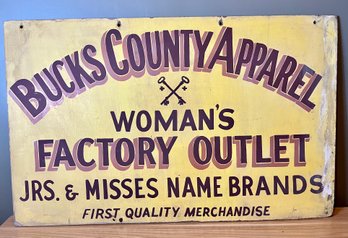 BUCKS COUNTY APPAREL
WOMAN'S
FACTORY OUTLET
JRS. & MISSES NAME BRANDS
FIRST QUALITY MERCHANDISE